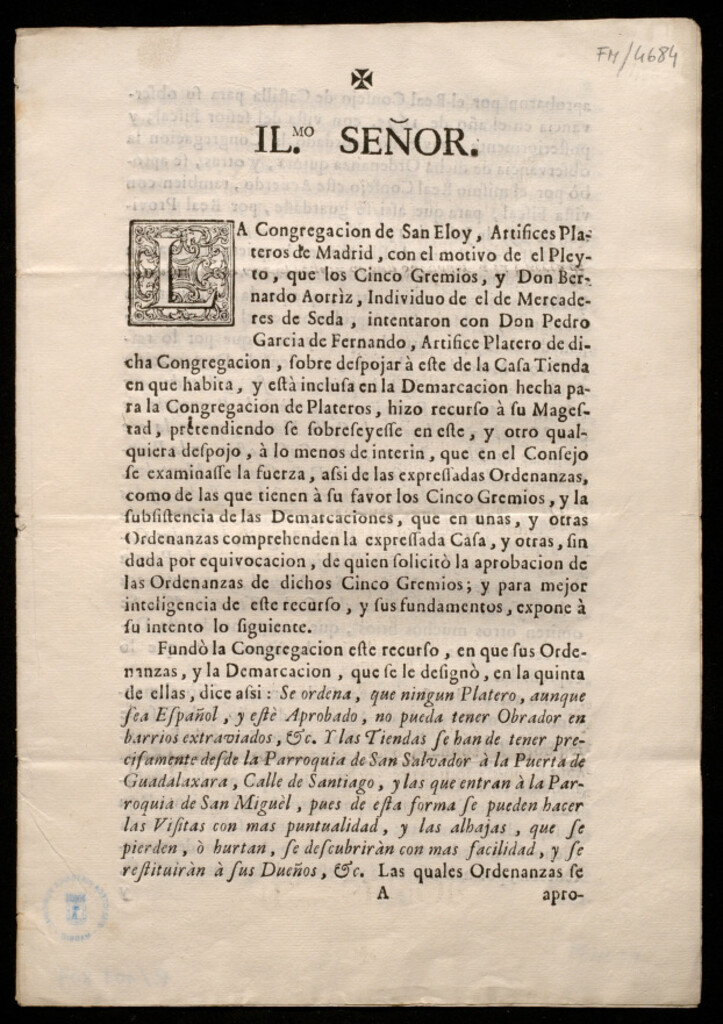 FM/4684
✠
IL.MO SEÑOR.
LA Congregacion de San Eloy, Artifices Pla-
teros de Madrid, con el motivo de el Pley-
to, que los Cinco Gremios, y Don Ber-
nardo Aorrìz, Individuo de el de Mercade-
res de Seda, intentaron con Don Pedro
Garcia de Fernando, Artifice Platero de di-
cha Congregacion, sobre deſpojar à eſte de la Caſa Tienda
en que habita, y eſtà incluſa en la Demarcacion hecha pa-
ra la Congregacion de Plateros, hizo recurſo à ſu Mageſ-
tad, pretendiendo ſe ſobreſeyeſſe en eſte, y otro qual-
quiera deſpojo, à lo menos de interin, que en el Conſejo
ſe examinaſſe la fuerza, aſsi de las expreſſadas Ordenanzas,
como de las que tienen à ſu favor los Cinco Gremios, y la
ſubſiſtencia de las Demarcaciones, que en unas, y otras
Ordenanzas comprehenden la expreſſada Caſa, y otras, ſin
duda por equivocacion, de quien ſolicitò la aprobacion de
las Ordenanzas de dichos Cinco Gremios; y para mejor
inteligencia de eſte recurſo, y ſus fundamentos, expone à
ſu intento lo ſiguiente.
Fundò la Congregacion eſte recurſo, en que ſus Orde-
nanzas, y la Demarcacion, que ſe le deſignò, en la quinta
de ellas, dice aſsi: Se ordena, que ningun Platero, aunque
ſea Eſpañol, y eſtè Aprobado, no pueda tener Obrador en
barrios extraviados, &c. Y las Tiendas ſe han de tener pre-
ciſamente deſde la Parroquia de San Salvador à la Puerta de
Guadalaxara, Calle de Santiago, y las que entran à la Par-
roquia de San Miguèl, pues de eſta forma ſe pueden hacer
las Viſitas con mas puntualidad, y las alhajas, que ſe
pierden, ò hurtan, ſe deſcubriràn con mas facilidad, y ſe
reſtituiràn à ſus Dueños, &c. Las quales Ordenanzas ſe
A apro-